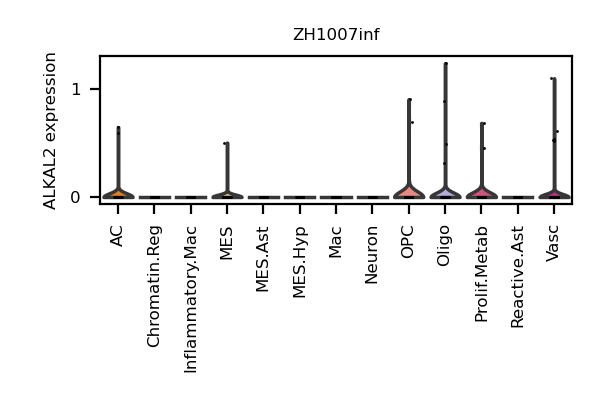 ZH1007inf
ALKAL2 expression
1
0
AC
Chromatin.Reg
Inflammatory.Mac
MES
MES.Ast
MES.Hyp
Mac
Neuron
OPC
Oligo
Prolif.Metab
Reactive.Ast
Vasc